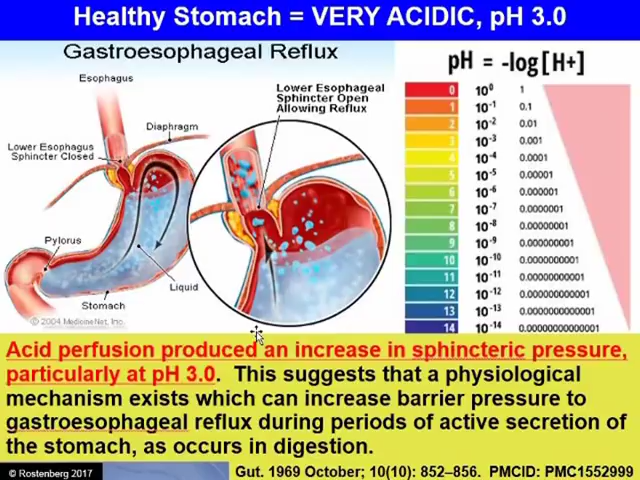 Healthy Stomach = VERY ACIDIC, pH 3.0
Gastroesophageal Reflux
Esophagus
Lower Esophageal
Sphincter Open
Allowing Reflux
Diaphragm
Lower Esophagus
Sphincter Closed
Pylorus
Liquid
Stomach
© 2004 MedicineNet, Inc.
pH = -log[H+]
0 10⁰ 1
1 10⁻¹ 0.1
2 10⁻² 0.01
3 10⁻³ 0.001
4 10⁻⁴ 0.0001
5 10⁻⁵ 0.00001
6 10⁻⁶ 0.000001
7 10⁻⁷ 0.0000001
8 10⁻⁸ 0.00000001
9 10⁻⁹ 0.000000001
10 10⁻¹⁰ 0.0000000001
11 10⁻¹¹ 0.00000000001
12 10⁻¹² 0.000000000001
13 10⁻¹³ 0.0000000000001
14 10⁻¹⁴ 0.00000000000001
Acid perfusion produced an increase in sphincteric pressure,
particularly at pH 3.0. This suggests that a physiological
mechanism exists which can increase barrier pressure to
gastroesophageal reflux during periods of active secretion of
the stomach, as occurs in digestion.
© Rostenberg 2017
Gut. 1969 October; 10(10): 852–856. PMCID: PMC1552999